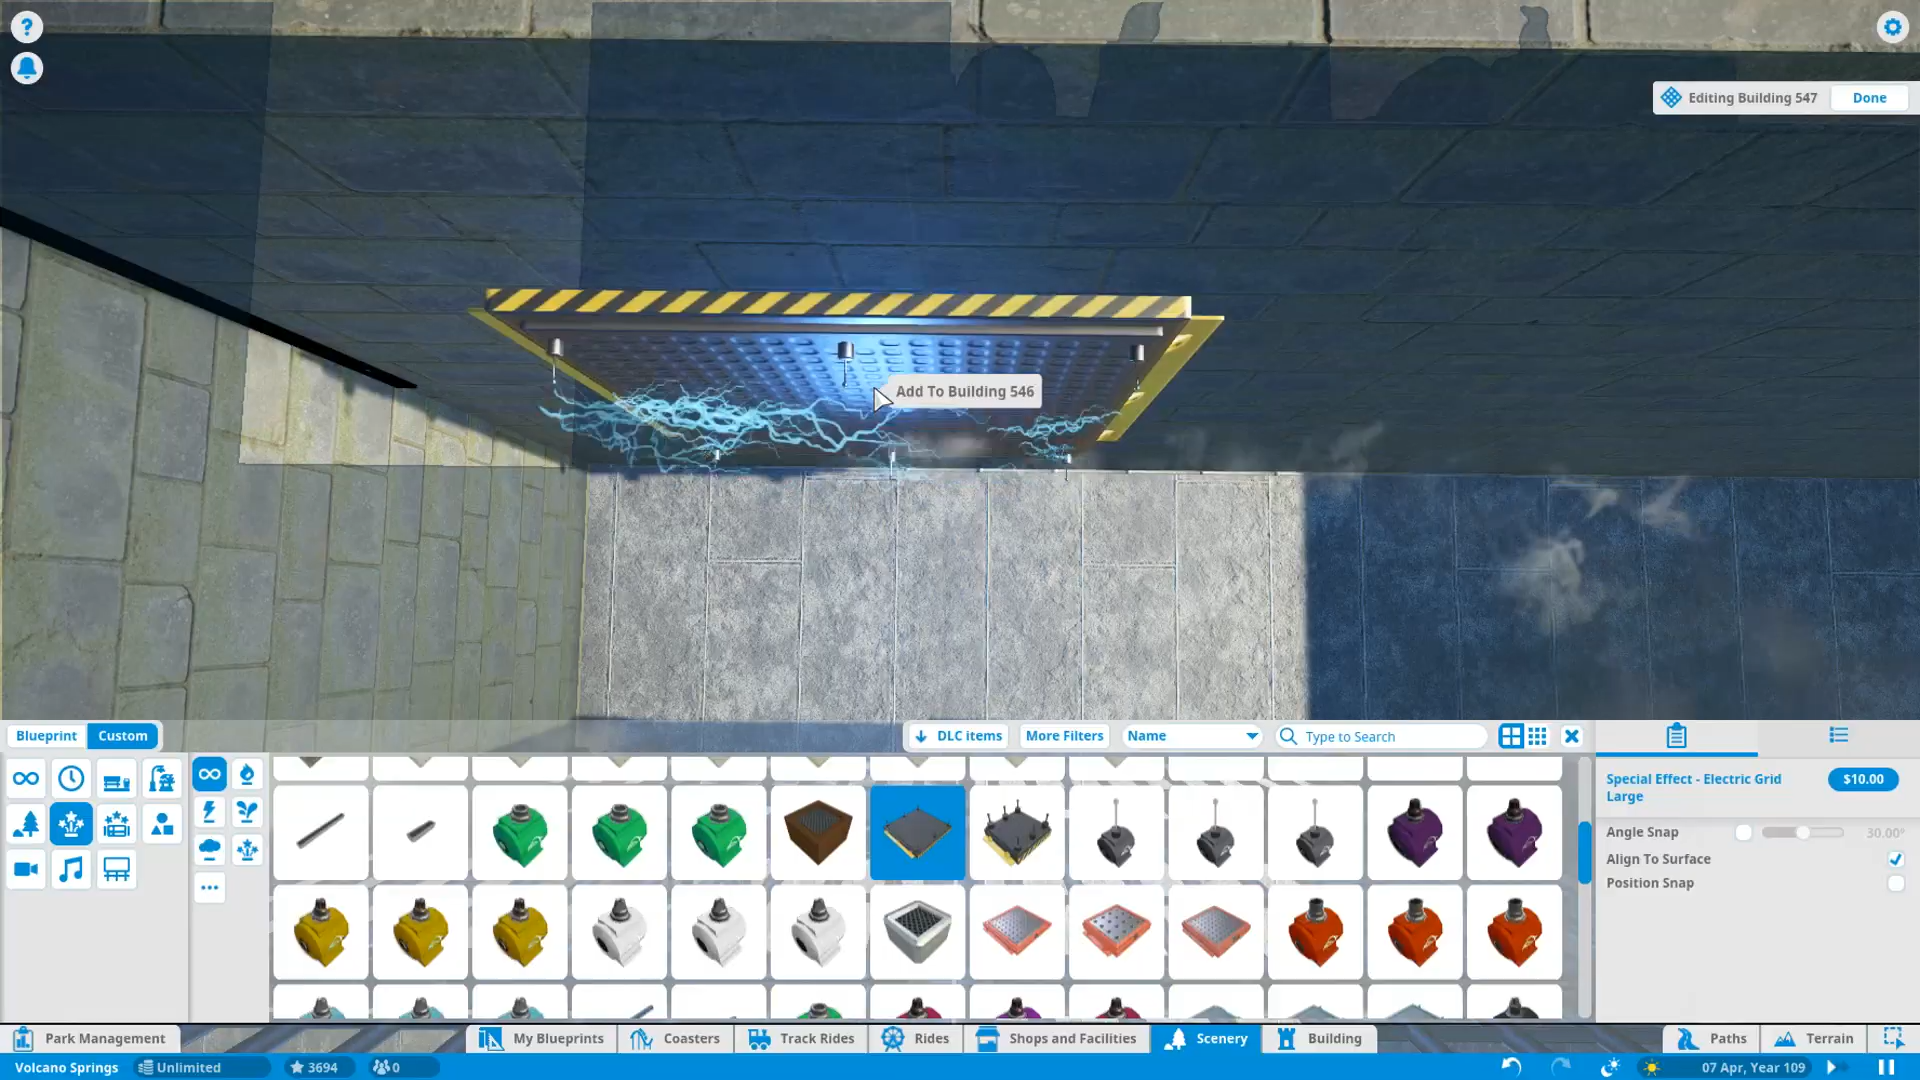 ?
Editing Building 547 Done
Add To Building 546
Blueprint Custom
DLC items More Filters Name Type to Search
Special Effect - Electric Grid Large $10.00
Angle Snap 30.00°
Align To Surface
Position Snap
Park Management My Blueprints Coasters Track Rides Rides Shops and Facilities Scenery Building Paths Terrain
Volcano Springs Unlimited 3694 0 07 Apr, Year 109